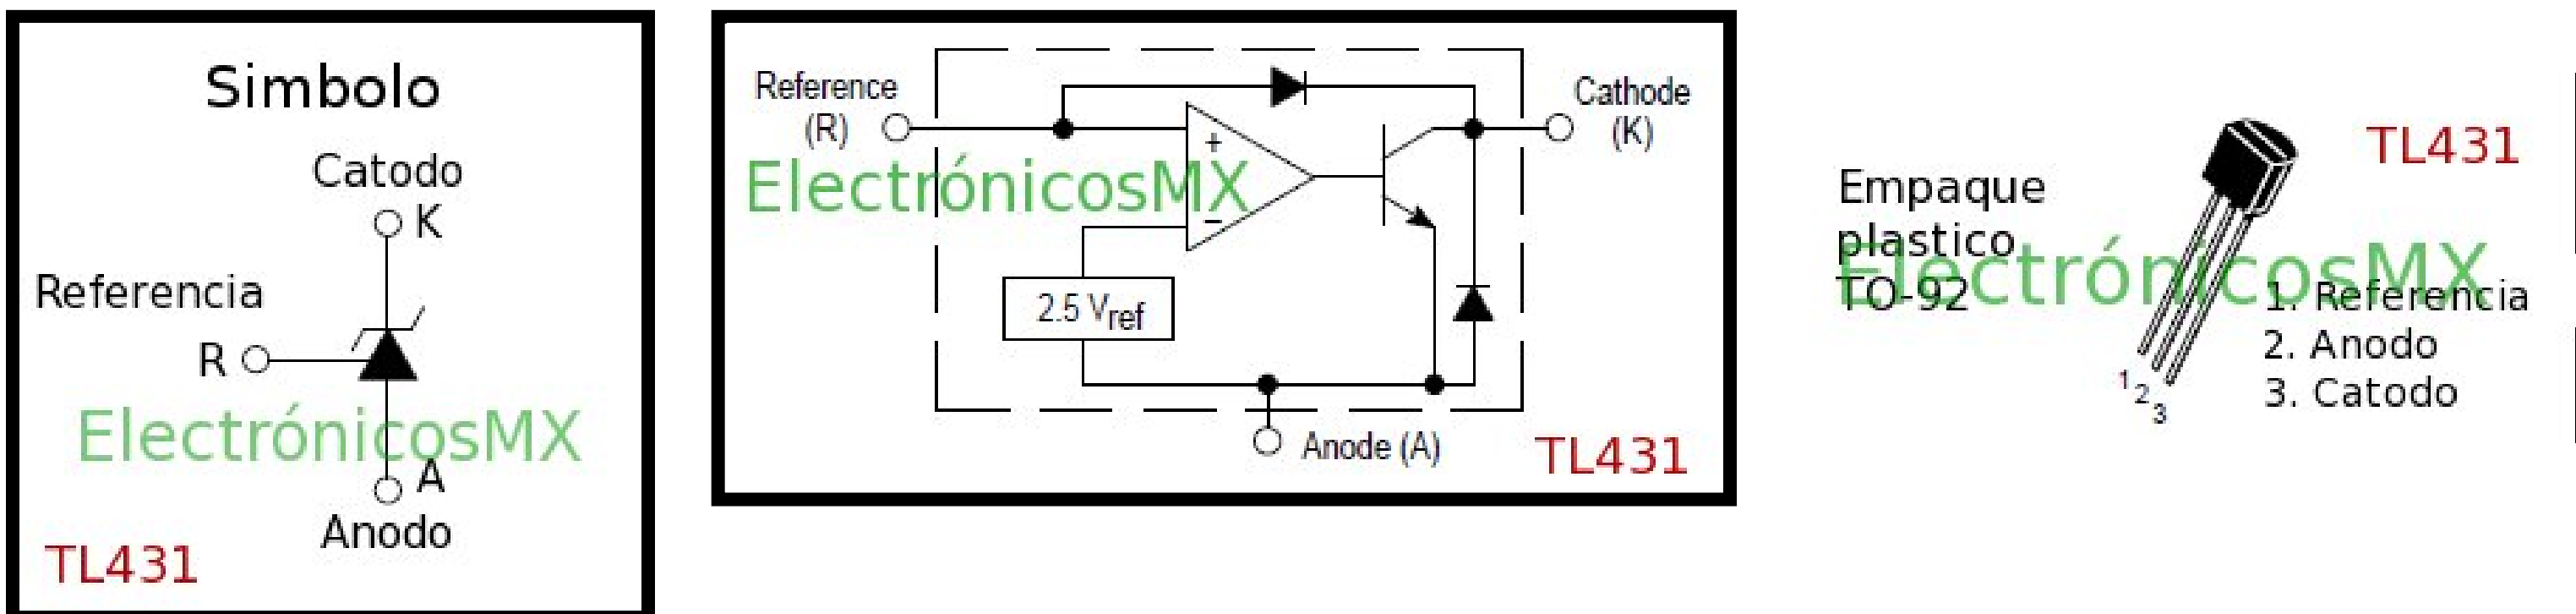 Simbolo
Catodo
K
Referencia
R
ElectrónicosMX
A
Anodo
TL431
Reference
(R)
Cathode
(K)
+
ElectrónicosMX
−
2.5 Vref
Anode (A)
TL431
TL431
Empaque
plastico
ElectrónicosMX
TO-92
1. Referencia
2. Anodo
3. Catodo
1
2
3